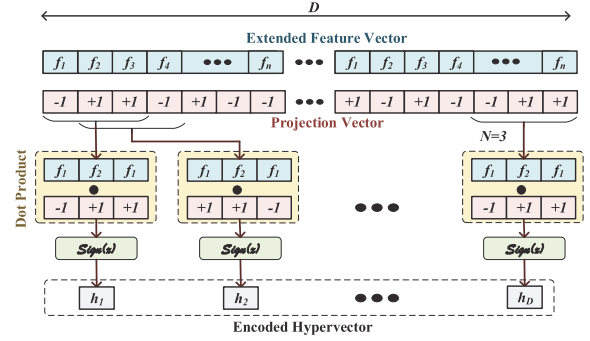 D
Extended Feature Vector
f1 f2 f3 f4 ••• fn ••• f1 f2 f3 f4 ••• fn
-1 +1 +1 -1 +1 -1 -1 ••• +1 -1 -1 -1 -1 +1 +1
Projection Vector
N=3
Dot Product
f1 f2 f1 f1 f2 f1 f1 f2 f1
-1 +1 +1 +1 +1 -1 ••• -1 +1 +1
Sign(x) Sign(x) Sign(x)
h1 h2 ••• hD
Encoded Hypervector